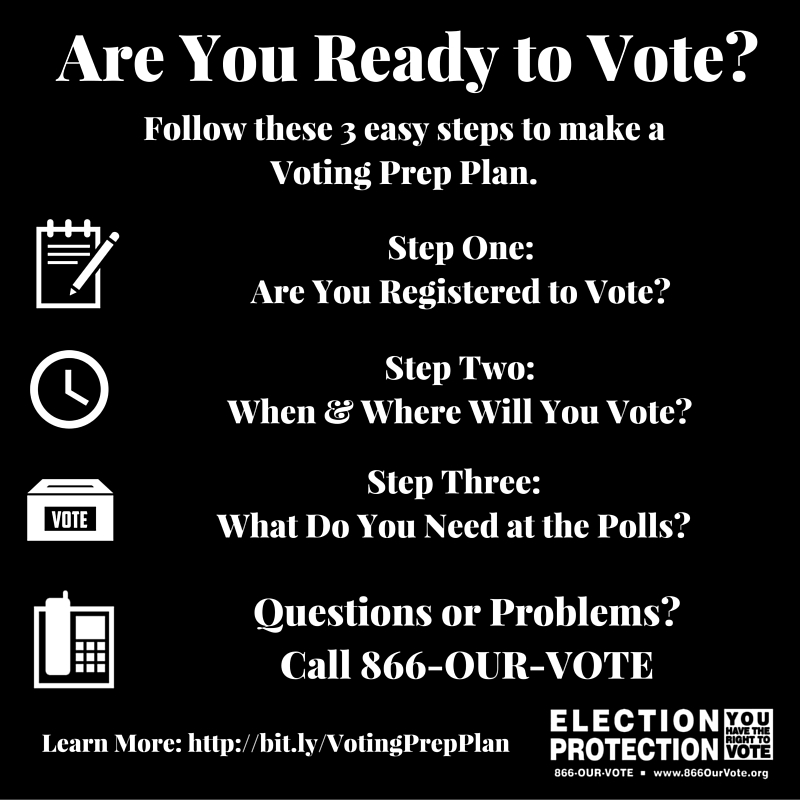 Are You Ready to Vote?
Follow these 3 easy steps to make a
Voting Prep Plan.
Step One:
Are You Registered to Vote?
Step Two:
When & Where Will You Vote?
VOTE
Step Three:
What Do You Need at the Polls?
Questions or Problems?
Call 866-OUR-VOTE
Learn More: http://bit.ly/VotingPrepPlan
ELECTION
PROTECTION
YOU
HAVE THE
RIGHT TO
VOTE
866-OUR-VOTE ▪ www.866OurVote.org